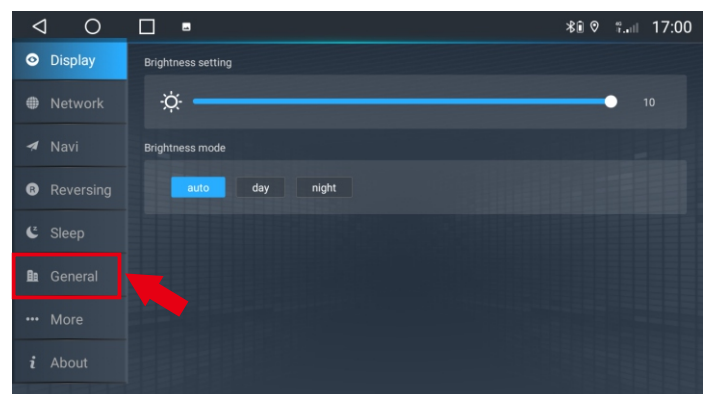 17:00
Display
Network
Navi
Reversing
Sleep
General
More
About
Brightness setting
10
Brightness mode
auto day night